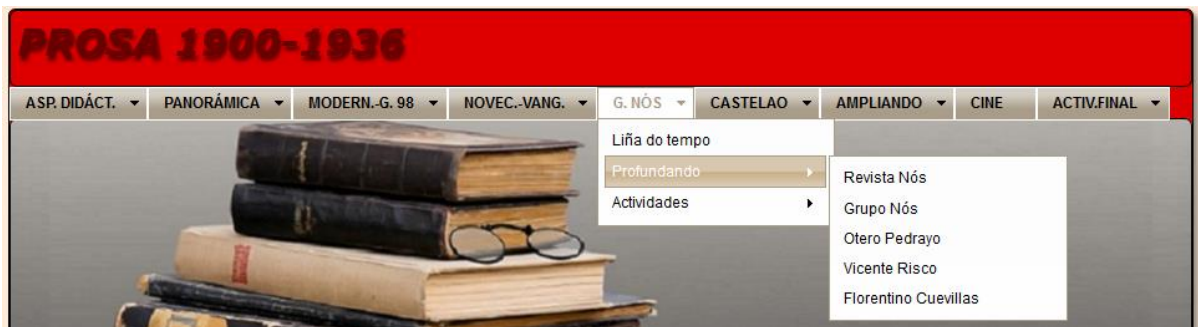 PROSA 1900-1936
ASP. DIDÁCT. PANORÁMICA MODERN.-G. 98 NOVEC.-VANG. G. NÓS CASTELAO AMPLIANDO CINE ACTIV.FINAL
Liña do tempo
Profundando
Actividades
Revista Nós
Grupo Nós
Otero Pedrayo
Vicente Risco
Florentino Cuevillas